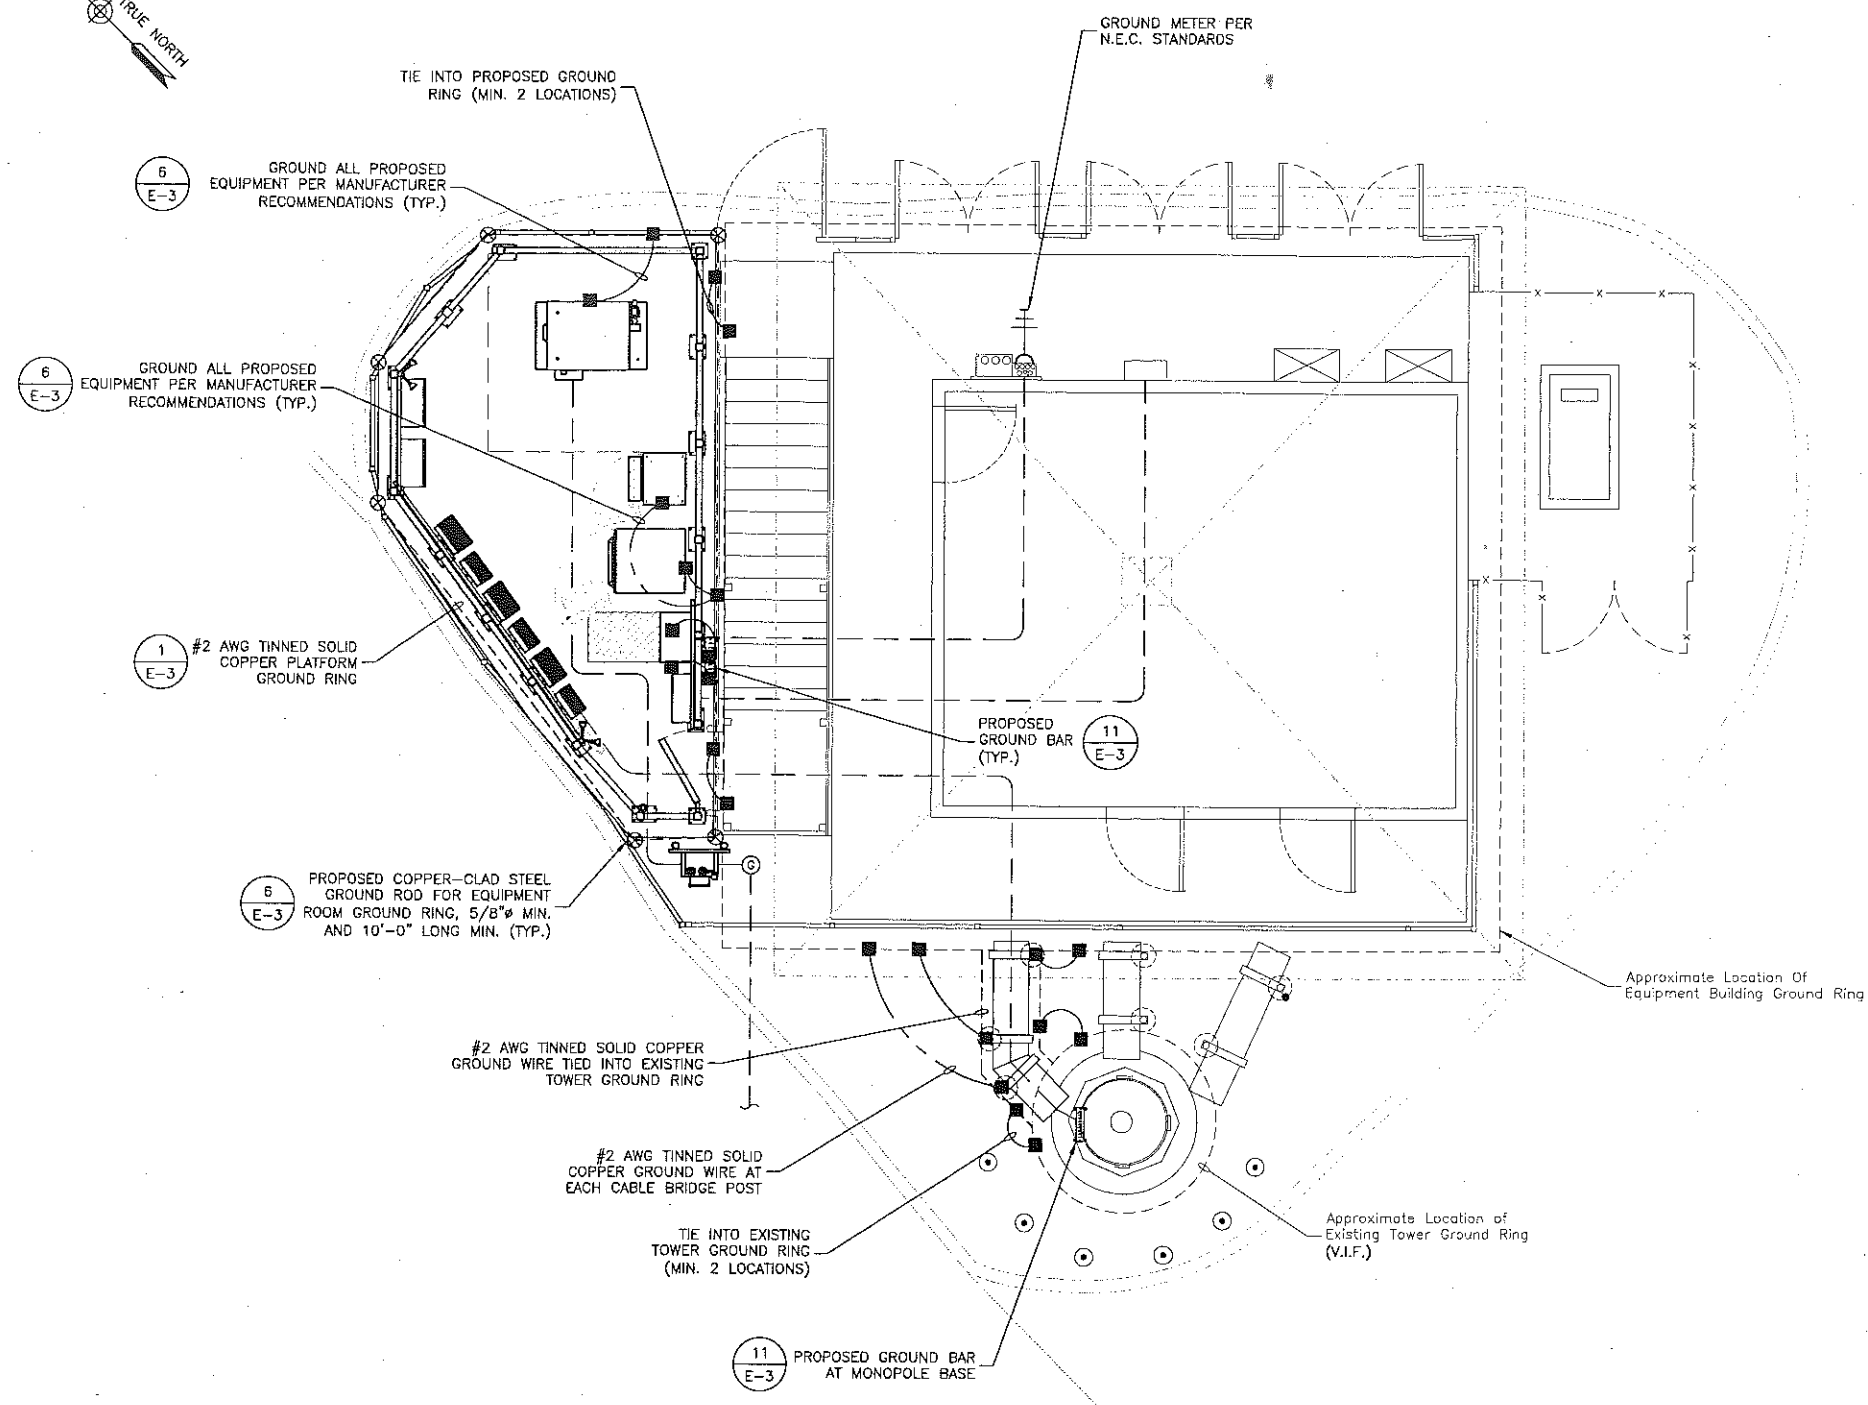 TRUE NORTH
GROUND METER PER
N.E.C. STANDARDS
TIE INTO PROPOSED GROUND
RING (MIN. 2 LOCATIONS)
6
E-3
GROUND ALL PROPOSED
EQUIPMENT PER MANUFACTURER
RECOMMENDATIONS (TYP.)
6
E-3
GROUND ALL PROPOSED
EQUIPMENT PER MANUFACTURER
RECOMMENDATIONS (TYP.)
1
E-3
#2 AWG TINNED SOLID
COPPER PLATFORM
GROUND RING
PROPOSED
GROUND BAR
(TYP.)
11
E-3
6
E-3
PROPOSED COPPER-CLAD STEEL
GROUND ROD FOR EQUIPMENT
ROOM GROUND RING, 5/8"ø MIN.
AND 10'-0" LONG MIN. (TYP.)
G
Approximate Location Of
Equipment Building Ground Ring
#2 AWG TINNED SOLID COPPER
GROUND WIRE TIED INTO EXISTING
TOWER GROUND RING
#2 AWG TINNED SOLID
COPPER GROUND WIRE AT
EACH CABLE BRIDGE POST
TIE INTO EXISTING
TOWER GROUND RING
(MIN. 2 LOCATIONS)
Approximate Location of
Existing Tower Ground Ring
(V.I.F.)
11
E-3
PROPOSED GROUND BAR
AT MONOPOLE BASE